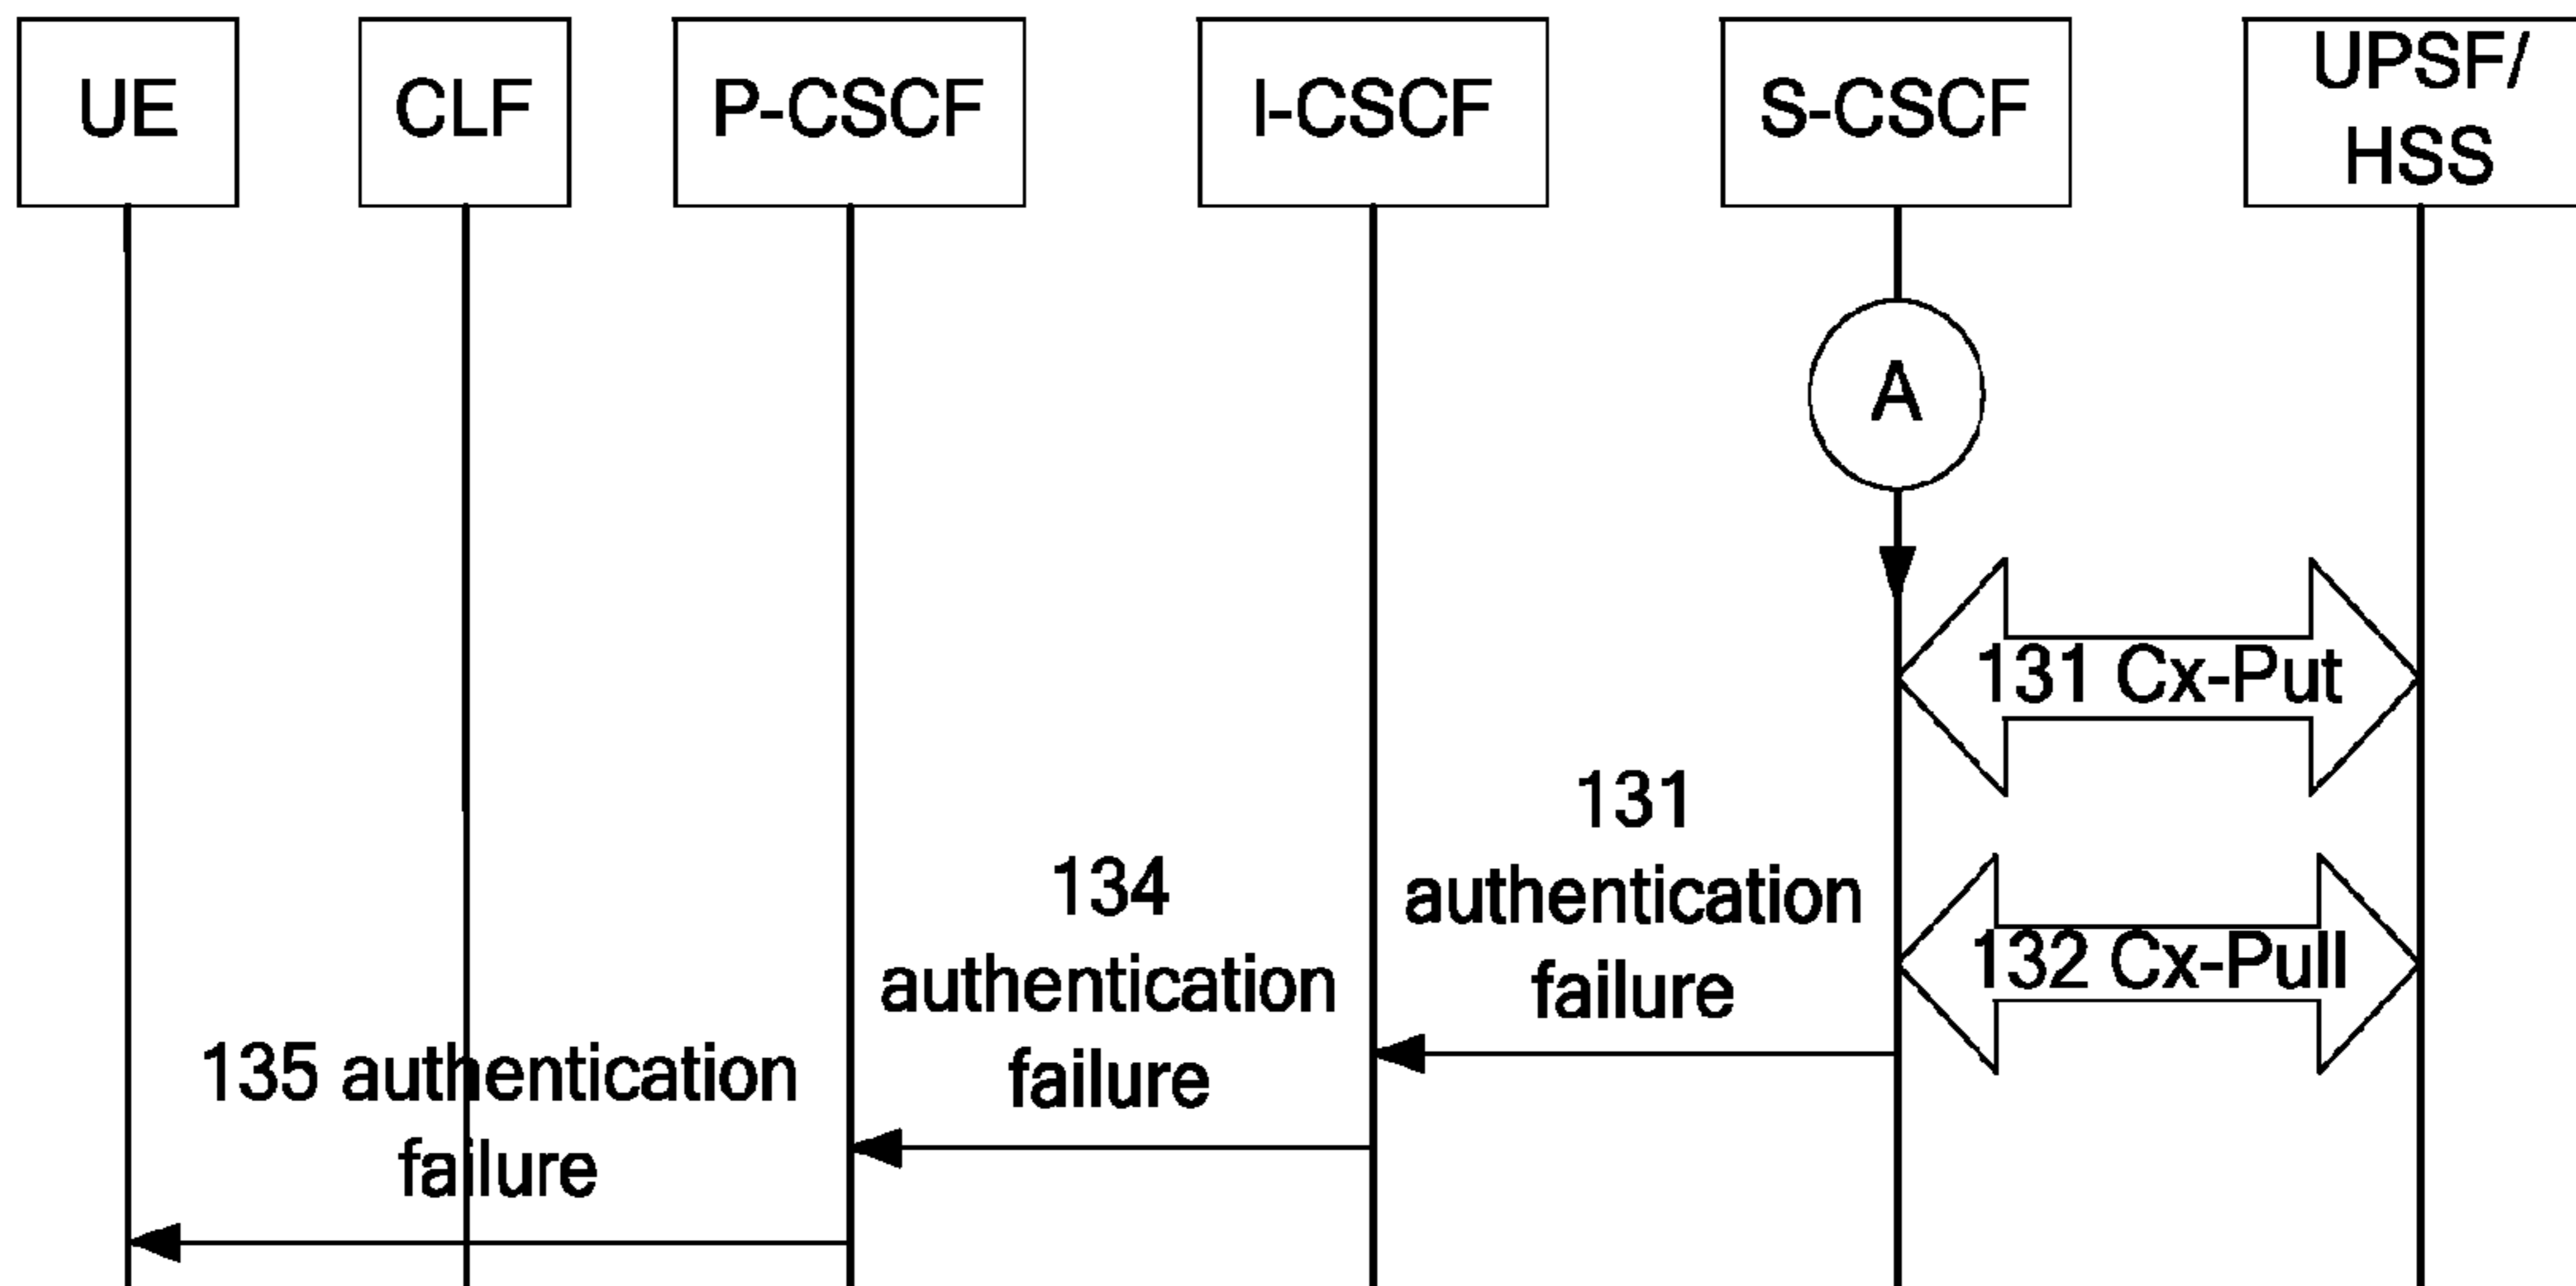 UE
CLF
P-CSCF
I-CSCF
S-CSCF
UPSF/
HSS
A
131 Cx-Put
131
authentication
failure
132 Cx-Pull
134
authentication
failure
135 authentication
failure